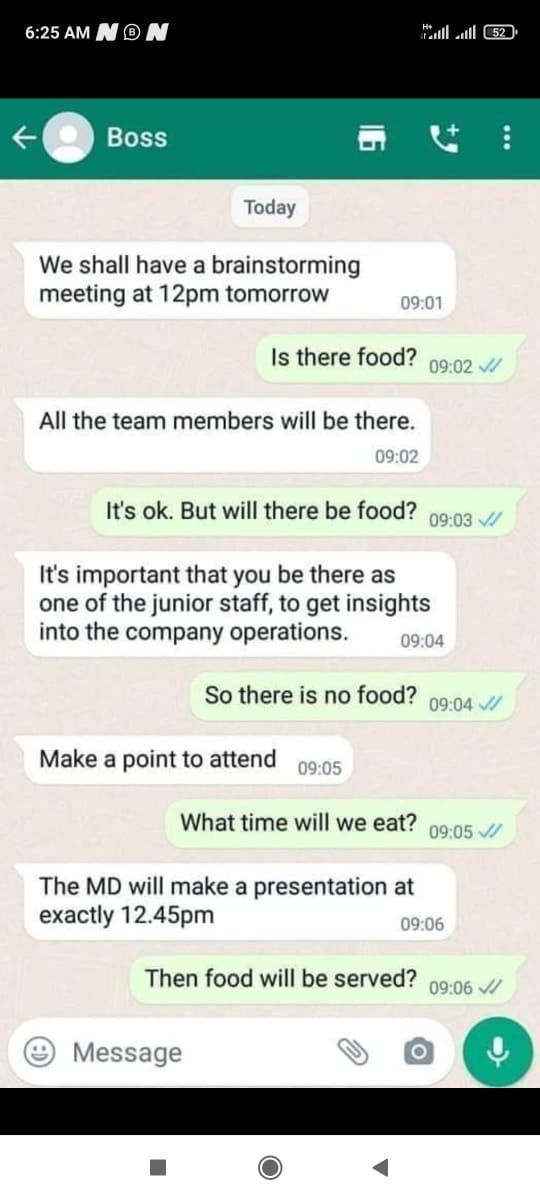 6:25 AM
H+
52
Boss
Today
We shall have a brainstorming
meeting at 12pm tomorrow
09:01
Is there food? 09:02
All the team members will be there.
09:02
It's ok. But will there be food? 09:03
It's important that you be there as
one of the junior staff, to get insights
into the company operations. 09:04
So there is no food? 09:04
Make a point to attend 09:05
What time will we eat? 09:05
The MD will make a presentation at
exactly 12.45pm 09:06
Then food will be served? 09:06
Message